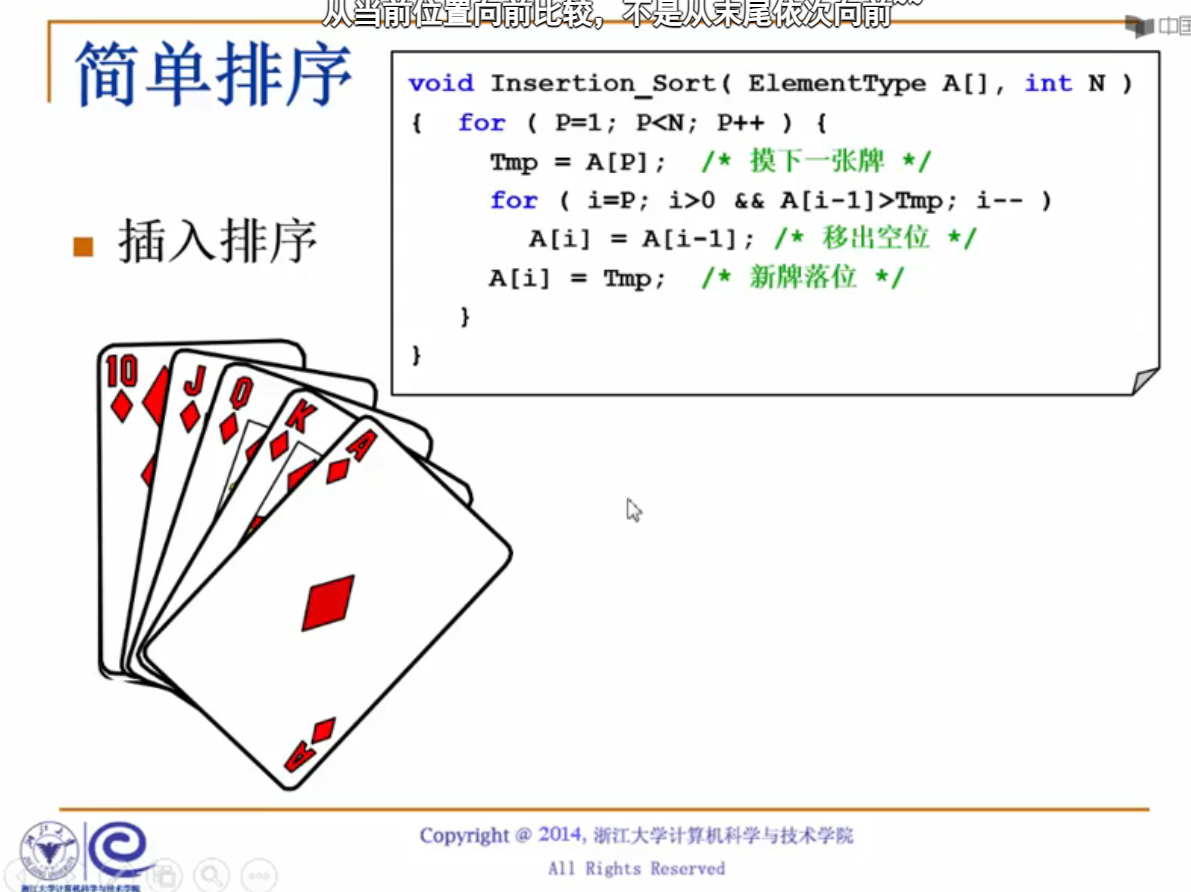 从当前位置向前比较，不是从末尾依次向前~~
中国
简单排序
void Insertion_Sort( ElementType A[], int N )
{ for ( P=1; P<N; P++ ) {
Tmp = A[P]; /* 摸下一张牌 */
for ( i=P; i>0 && A[i-1]>Tmp; i-- )
A[i] = A[i-1]; /* 移出空位 */
A[i] = Tmp; /* 新牌落位 */
}
}
插入排序
10
J
Q
K
A
A
Copyright @ 2014, 浙江大学计算机科学与技术学院
All Rights Reserved
浙江大学计算机科学与技术学院